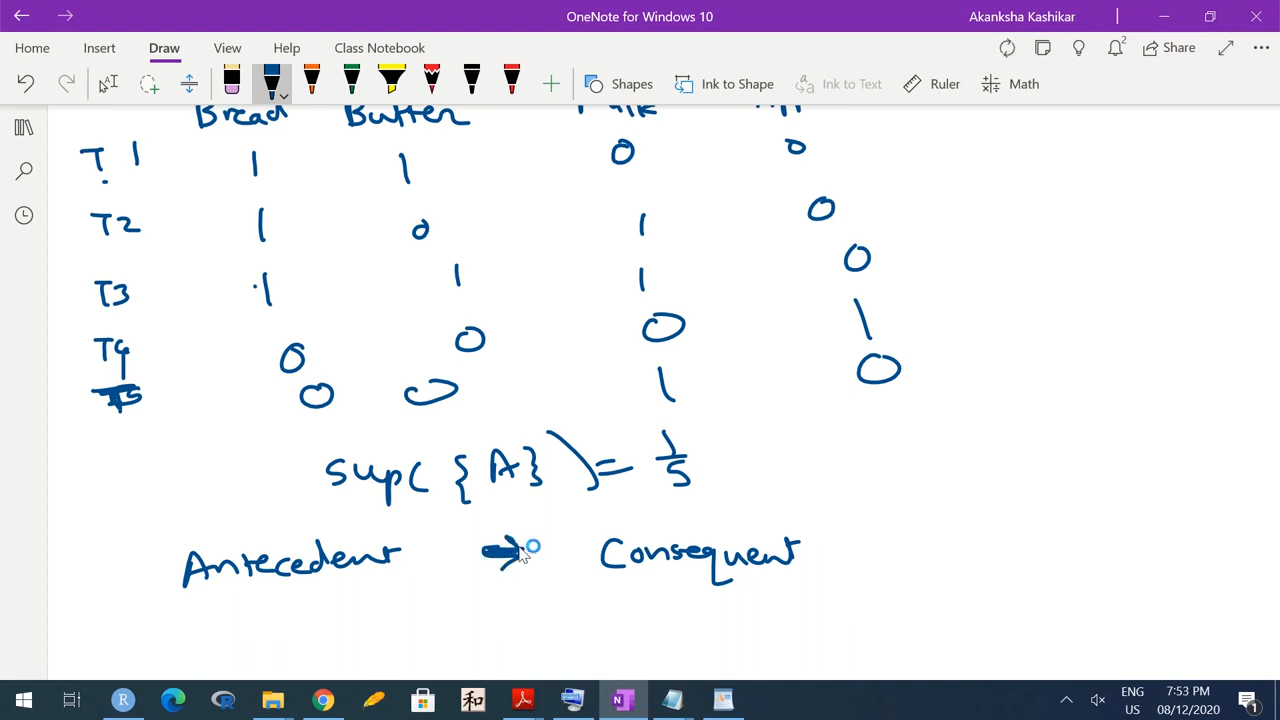 OneNote for Windows 10
Akanksha Kashikar
Home Insert Draw View Help Class Notebook
Share
Shapes Ink to Shape Ink to Text Ruler Math
Bread Butter
T1 1 1 0 0
T2 1 0 1 0
T3 1 1 1 0
T4 0 0 0 1
T5 0 0 1 0
sup( {A} ) = 1/5
Antecedent → Consequent
ENG
US
7:53 PM
08/12/2020